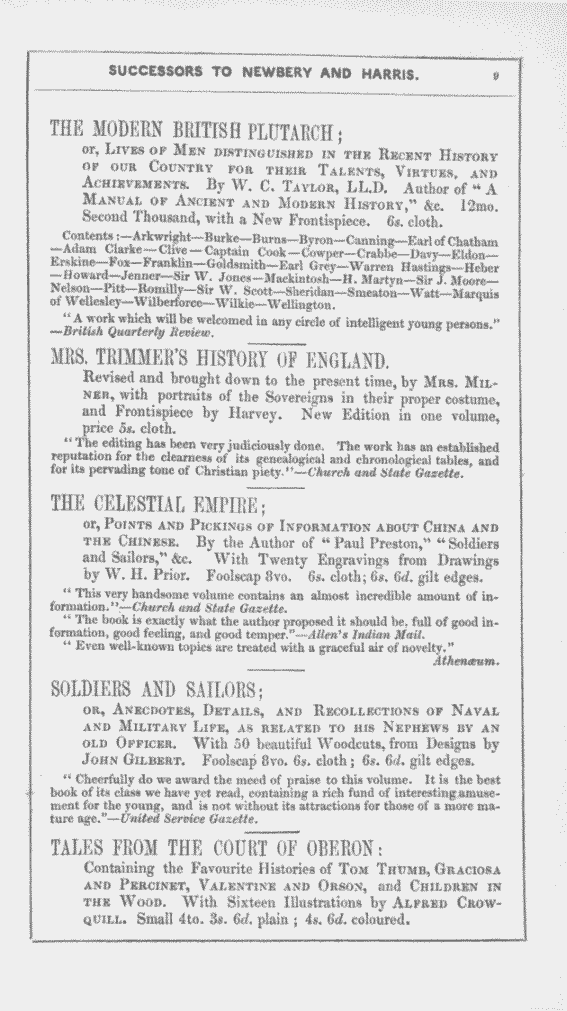 SUCCESSORS TO NEWBERY AND HARRIS. 9
THE MODERN BRITISH PLUTARCH;
or, LIVES OF MEN DISTINGUISHED IN THE RECENT HISTORY
OF OUR COUNTRY FOR THEIR TALENTS, VIRTUES, AND
ACHIEVEMENTS. By W. C. TAYLOR, LL.D. Author of "A
MANUAL OF ANCIENT AND MODERN HISTORY," &c. 12mo.
Second Thousand, with a New Frontispiece. 6s. cloth.
Contents:—Arkwright—Burke—Burns—Byron—Canning—Earl of Chatham
—Adam Clarke—Clive—Captain Cook—Cowper—Crabbe—Davy—Eldon—
Erskine—Fox—Franklin—Goldsmith—Earl Grey—Warren Hastings—Heber
—Howard—Jenner—Sir W. Jones—Mackintosh—H. Martyn—Sir J. Moore—
Nelson—Pitt—Romilly—Sir W. Scott—Sheridan—Smeaton—Watt—Marquis
of Wellesley—Wilberforce—Wilkie—Wellington.
"A work which will be welcomed in any circle of intelligent young persons."
—British Quarterly Review.
MRS. TRIMMER'S HISTORY OF ENGLAND.
Revised and brought down to the present time, by MRS. MIL-
NER, with portraits of the Sovereigns in their proper costume,
and Frontispiece by Harvey. New Edition in one volume,
price 5s. cloth.
"The editing has been very judiciously done. The work has an established
reputation for the clearness of its genealogical and chronological tables, and
for its pervading tone of Christian piety."—Church and State Gazette.
THE CELESTIAL EMPIRE;
or, POINTS AND PICKINGS OF INFORMATION ABOUT CHINA AND
THE CHINESE. By the Author of "Paul Preston," "Soldiers
and Sailors," &c. With Twenty Engravings from Drawings
by W. H. Prior. Foolscap 8vo. 6s. cloth; 6s. 6d. gilt edges.
"This very handsome volume contains an almost incredible amount of in-
formation."—Church and State Gazette.
"The book is exactly what the author proposed it should be, full of good in-
formation, good feeling, and good temper."—Allen's Indian Mail.
"Even well-known topics are treated with a graceful air of novelty."
Athenæum.
SOLDIERS AND SAILORS;
OR, ANECDOTES, DETAILS, AND RECOLLECTIONS OF NAVAL
AND MILITARY LIFE, AS RELATED TO HIS NEPHEWS BY AN
OLD OFFICER. With 50 beautiful Woodcuts, from Designs by
JOHN GILBERT. Foolscap 8vo. 6s. cloth; 6s. 6d. gilt edges.
"Cheerfully do we award the meed of praise to this volume. It is the best
book of its class we have yet read, containing a rich fund of interesting amuse-
ment for the young, and is not without its attractions for those of a more ma-
ture age."—United Service Gazette.
TALES FROM THE COURT OF OBERON:
Containing the Favourite Histories of TOM THUMB, GRACIOSA
AND PERCINET, VALENTINE AND ORSON, and CHILDREN IN
THE WOOD. With Sixteen Illustrations by ALFRED CROW-
QUILL. Small 4to. 3s. 6d. plain; 4s. 6d. coloured.